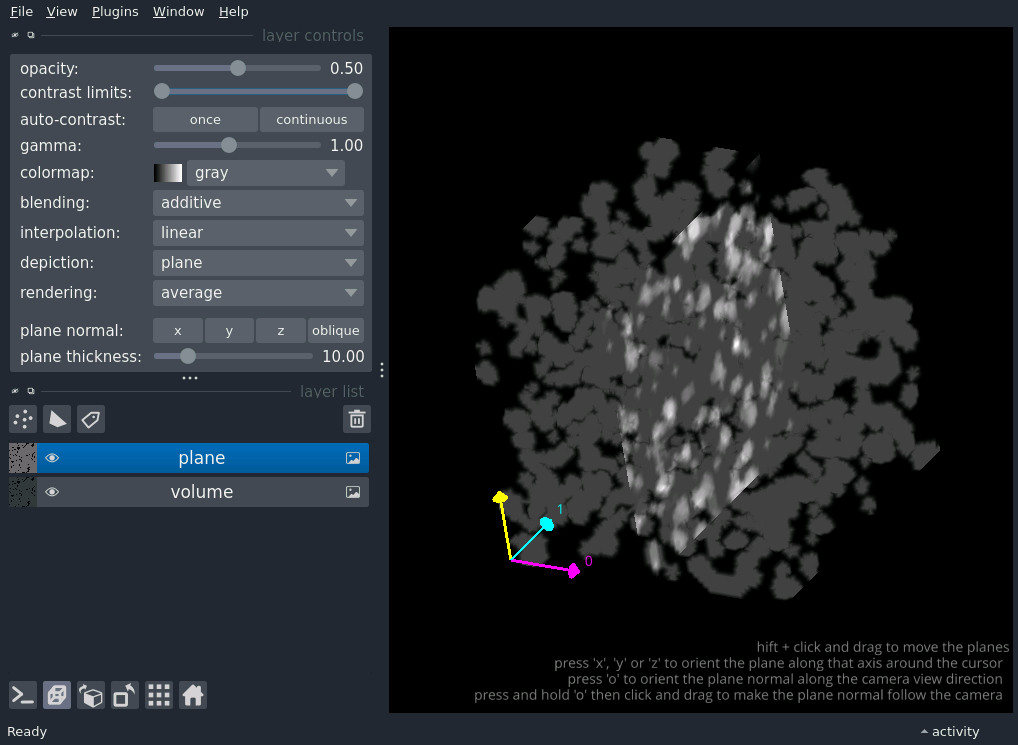 File View Plugins Window Help
layer controls
opacity: 0.50
contrast limits:
auto-contrast: once continuous
gamma: 1.00
colormap: gray
blending: additive
interpolation: linear
depiction: plane
rendering: average
plane normal: x y z oblique
plane thickness: 10.00
layer list
plane
volume
1
0
hift + click and drag to move the planes
press 'x', 'y' or 'z' to orient the plane along that axis around the cursor
press 'o' to orient the plane normal along the camera view direction
press and hold 'o' then click and drag to make the plane normal follow the camera
Ready activity